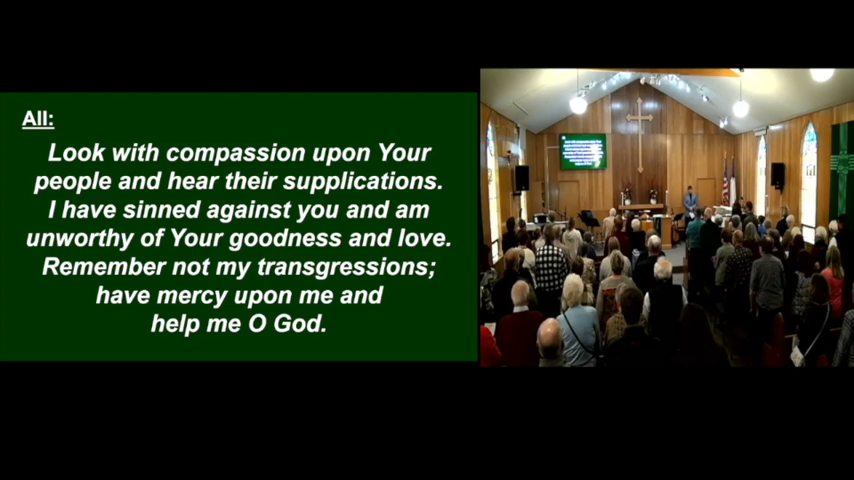 All:
Look with compassion upon Your
people and hear their supplications.
I have sinned against you and am
unworthy of Your goodness and love.
Remember not my transgressions;
have mercy upon me and
help me O God.